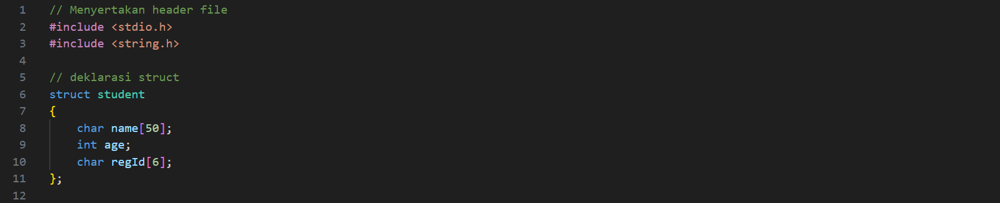 1 // Menyertakan header file
2 #include <stdio.h>
3 #include <string.h>
4
5 // deklarasi struct
6 struct student
7 {
8     char name[50];
9     int age;
10     char regId[6];
11 };
12